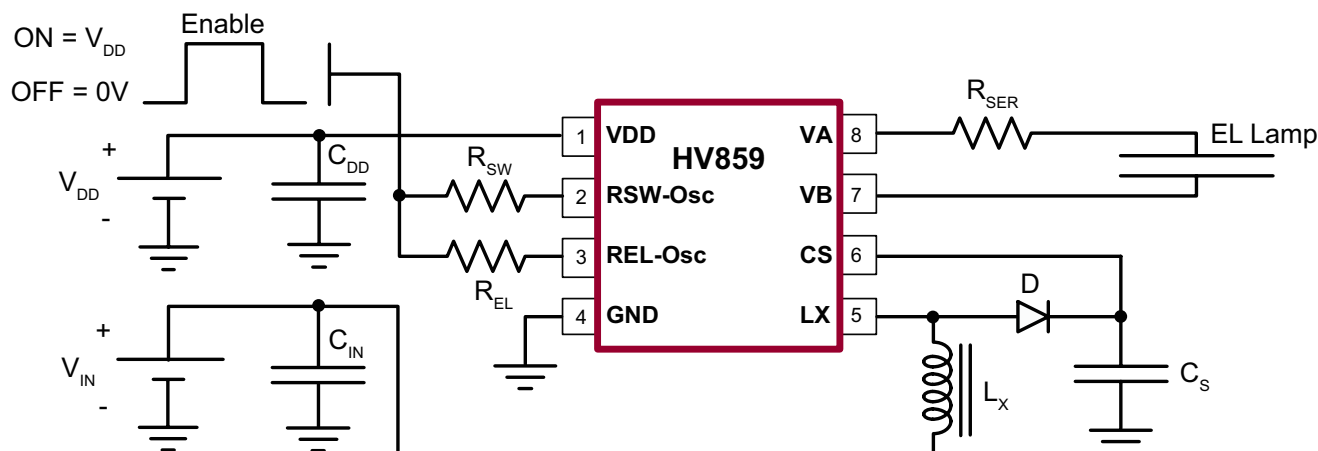 Enable
ON = VDD
OFF = 0V
+
VDD
-
CDD
RSW
REL
1 VDD
2 RSW-Osc
3 REL-Osc
4 GND
HV859
VA 8
VB 7
CS 6
LX 5
RSER
EL Lamp
D
LX
CS
+
VIN
-
CIN